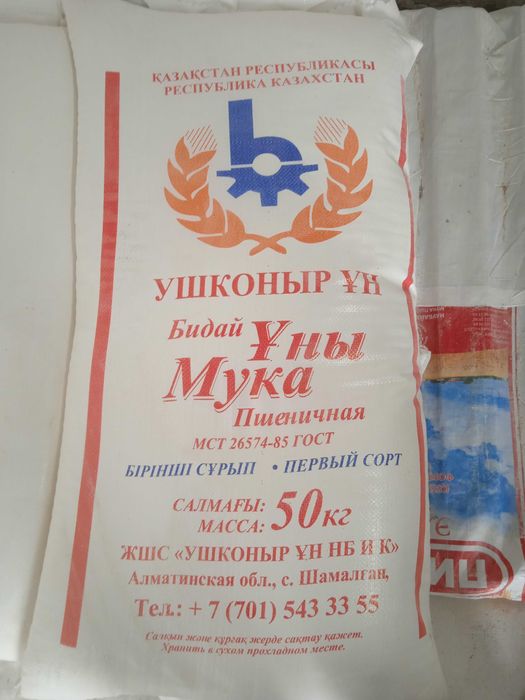 ҚАЗАҚСТАН РЕСПУБЛИКАСЫ
РЕСПУБЛИКА КАЗАХСТАН
УШКОНЫР ҰН
Бидай Ұны
Мука
Пшеничная
МСТ 26574-85 ГОСТ
БІРІНШІ СҰРЫП • ПЕРВЫЙ СОРТ
САЛМАҒЫ:
МАССА: 50кг
ЖШС «УШКОНЫР ҰН НБ И К»
Алматинская обл., с. Шамалған,
Тел.: + 7 (701) 543 33 55
Салқын және құрғақ жерде сақтау қажет.
Хранить в сухом прохладном месте.